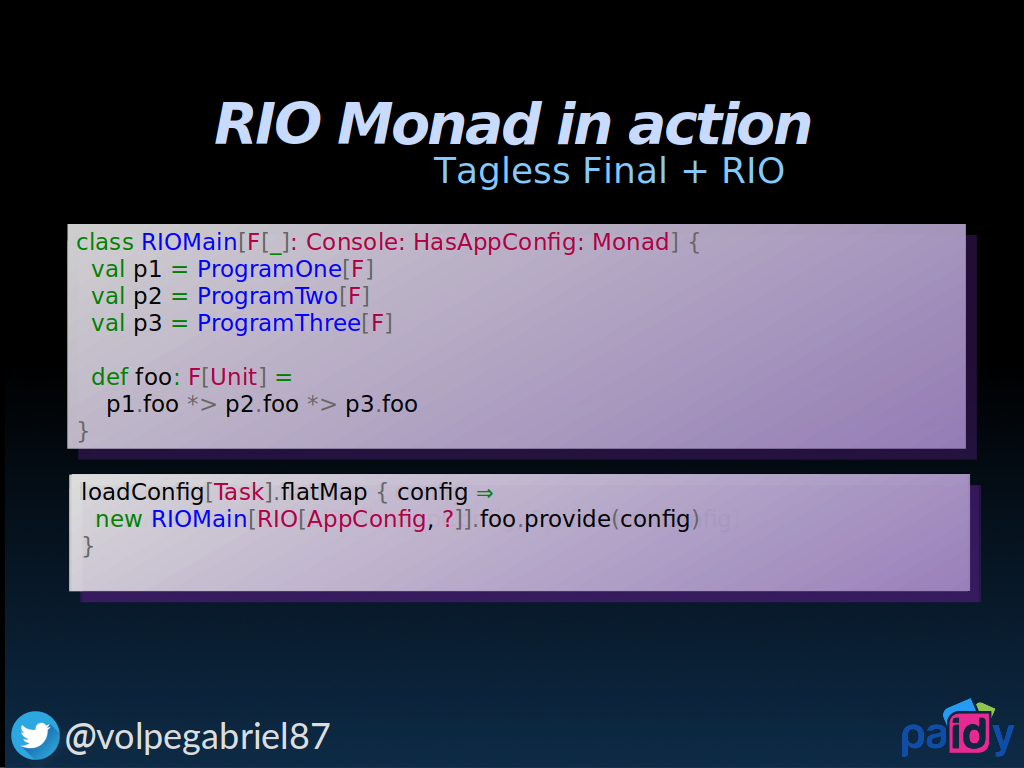 RIO Monad in action
Tagless Final + RIO
class RIOMain[F[_]: Console: HasAppConfig: Monad] {
  val p1 = ProgramOne[F]
  val p2 = ProgramTwo[F]
  val p3 = ProgramThree[F]
  def foo: F[Unit] =
    p1.foo *> p2.foo *> p3.foo
}
loadConfig[Task].flatMap { config ⇒
  new RIOMain[RIO[AppConfig, ?]].foo.provide(config)
}
@volpegabriel87
paidy